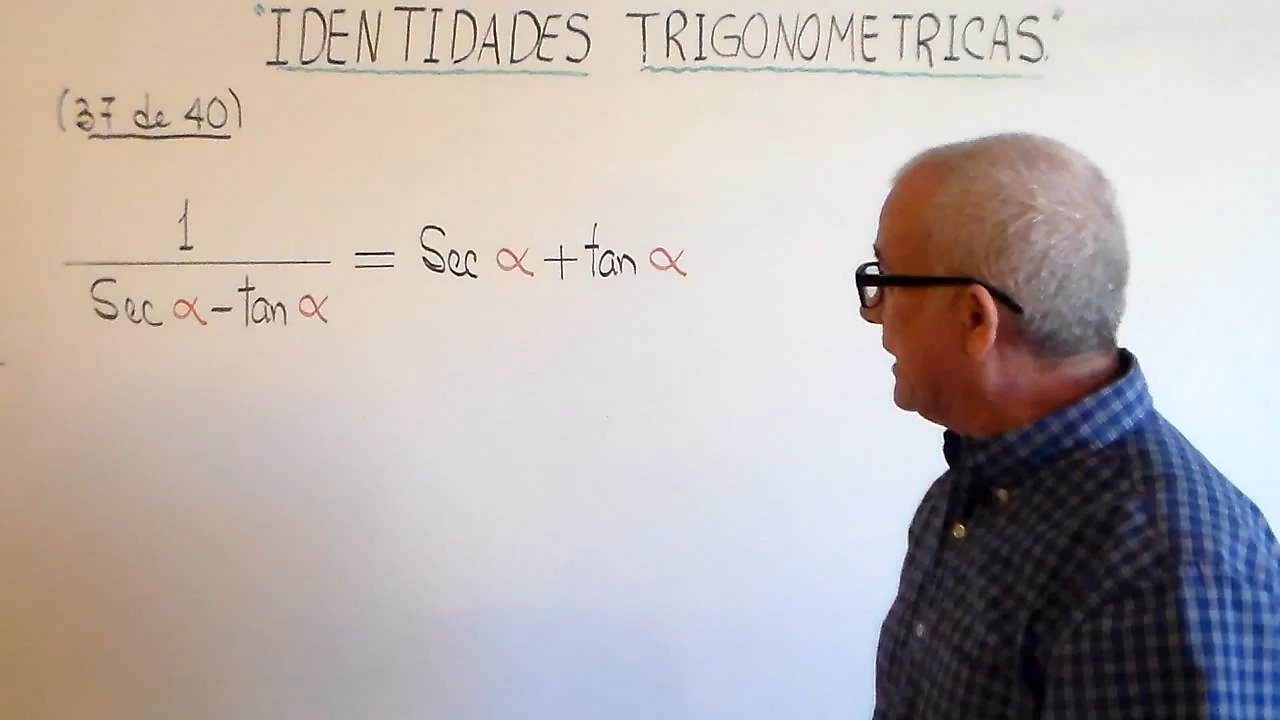 "IDENTIDADES TRIGONOMETRICAS."
(37 de 40)
1
——— = Sec α + tan α
Sec α - tan α